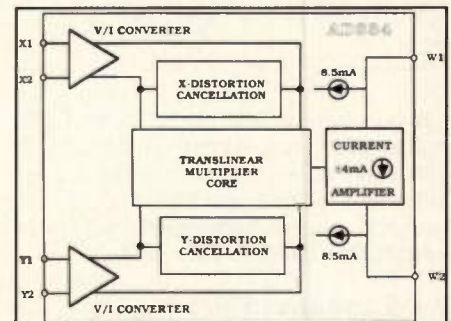 V/I CONVERTER
AD834
X1
X2
W1
8.5mA
X-DISTORTION
CANCELLATION
TRANSLINEAR
MULTIPLIER
CORE
CURRENT
±4mA
AMPLIFIER
Y-DISTORTION
CANCELLATION
8.5mA
Y1
Y2
W2
V/I CONVERTER